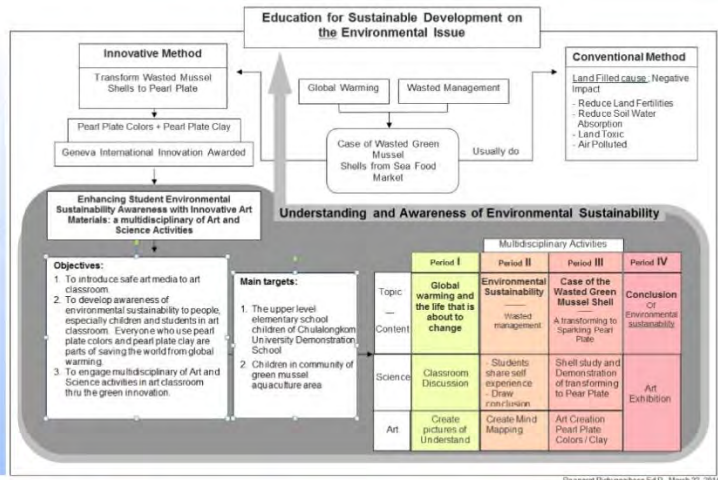 Education for Sustainable Development on
the Environmental Issue
Innovative Method
Transform Wasted Mussel
Shells to Pearl Plate
Pearl Plate Colors + Pearl Plate Clay
Geneva International Innovation Awarded
Global Warming
Wasted Management
Case of Wasted Green
Mussel
Shells from Sea Food
Market
Usually do
Conventional Method
Land Filled cause ; Negative
Impact
- Reduce Land Fertilities
- Reduce Soil Water
Absorption
- Land Toxic
- Air Polluted
Enhancing Student Environmental
Sustainability Awareness with Innovative Art
Materials: a multidisciplinary of Art and
Science Activities
Understanding and Awareness of Environmental Sustainability
Objectives:
1. To introduce safe art media to art
classroom.
2. To develop awareness of
environmental sustainability to people,
especially children and students in art
classroom. Everyone who use pearl
plate colors and pearl plate clay are
parts of saving the world from global
warming.
3. To engage multidisciplinary of Art and
Science activities in art classroom
thru the green innovation.
Main targets:
1. The upper level
elementary school
children of Chulalongkorn
University Demonstration
School
2. Children in community of
green mussel
aquaculture area
Multidisciplinary Activities
Period I
Period II
Period III
Period IV
Topic
—
Content
Global
warming and
the life that is
about to
change
Environmental
Sustainability
Wasted
management
Case of the
Wasted Green
Mussel Shell
A transforming to
Sparking Pearl
Plate
Conclusion
Of
Environmental
sustainability
Science
Classroom
Discussion
- Students
share self
experience
- Draw
conclusion
Shell study and
Demonstration
of transforming
to Pear Plate
Art
Exhibition
Art
Create
pictures of
Understand
Create Mind
Mapping
Art Creation
Pearl Plate
Colors / Clay